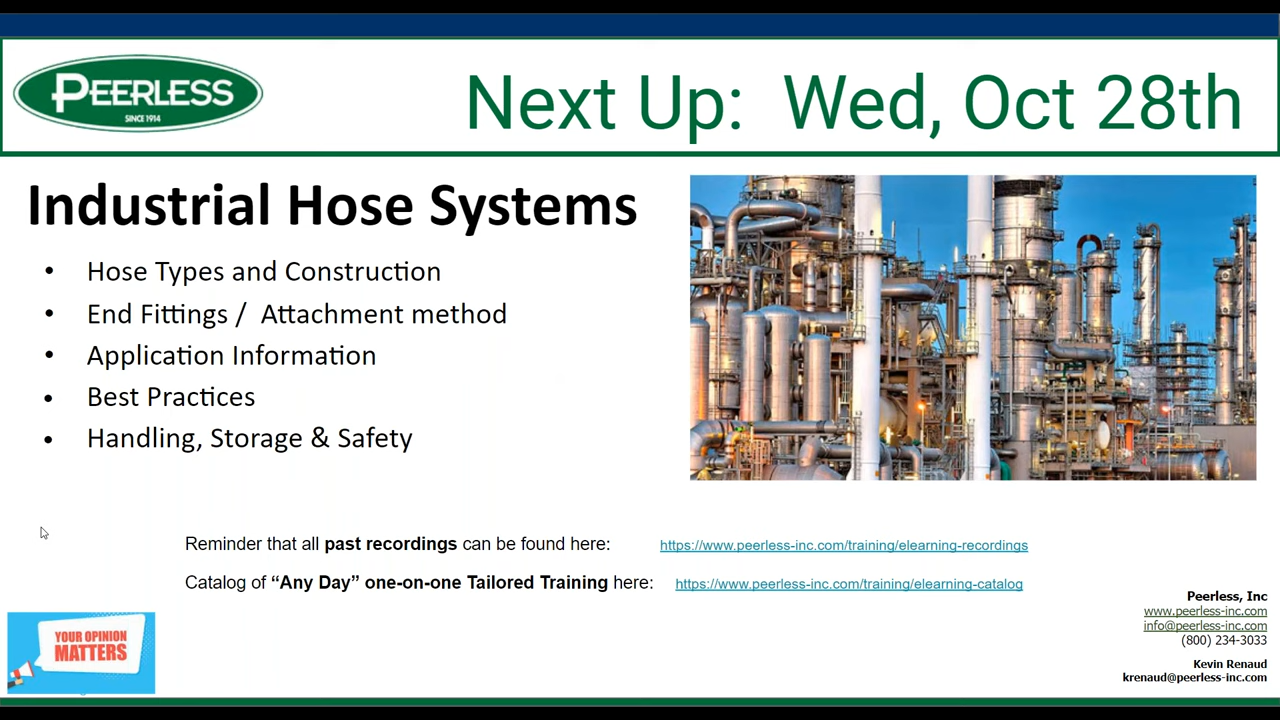 PEERLESS
SINCE 1914
Next Up: Wed, Oct 28th
Industrial Hose Systems
• Hose Types and Construction
• End Fittings / Attachment method
• Application Information
• Best Practices
• Handling, Storage & Safety
Reminder that all past recordings can be found here: https://www.peerless-inc.com/training/elearning-recordings
Catalog of “Any Day” one-on-one Tailored Training here: https://www.peerless-inc.com/training/elearning-catalog
YOUR OPINION
MATTERS
Peerless, Inc
www.peerless-inc.com
info@peerless-inc.com
(800) 234-3033
Kevin Renaud
krenaud@peerless-inc.com